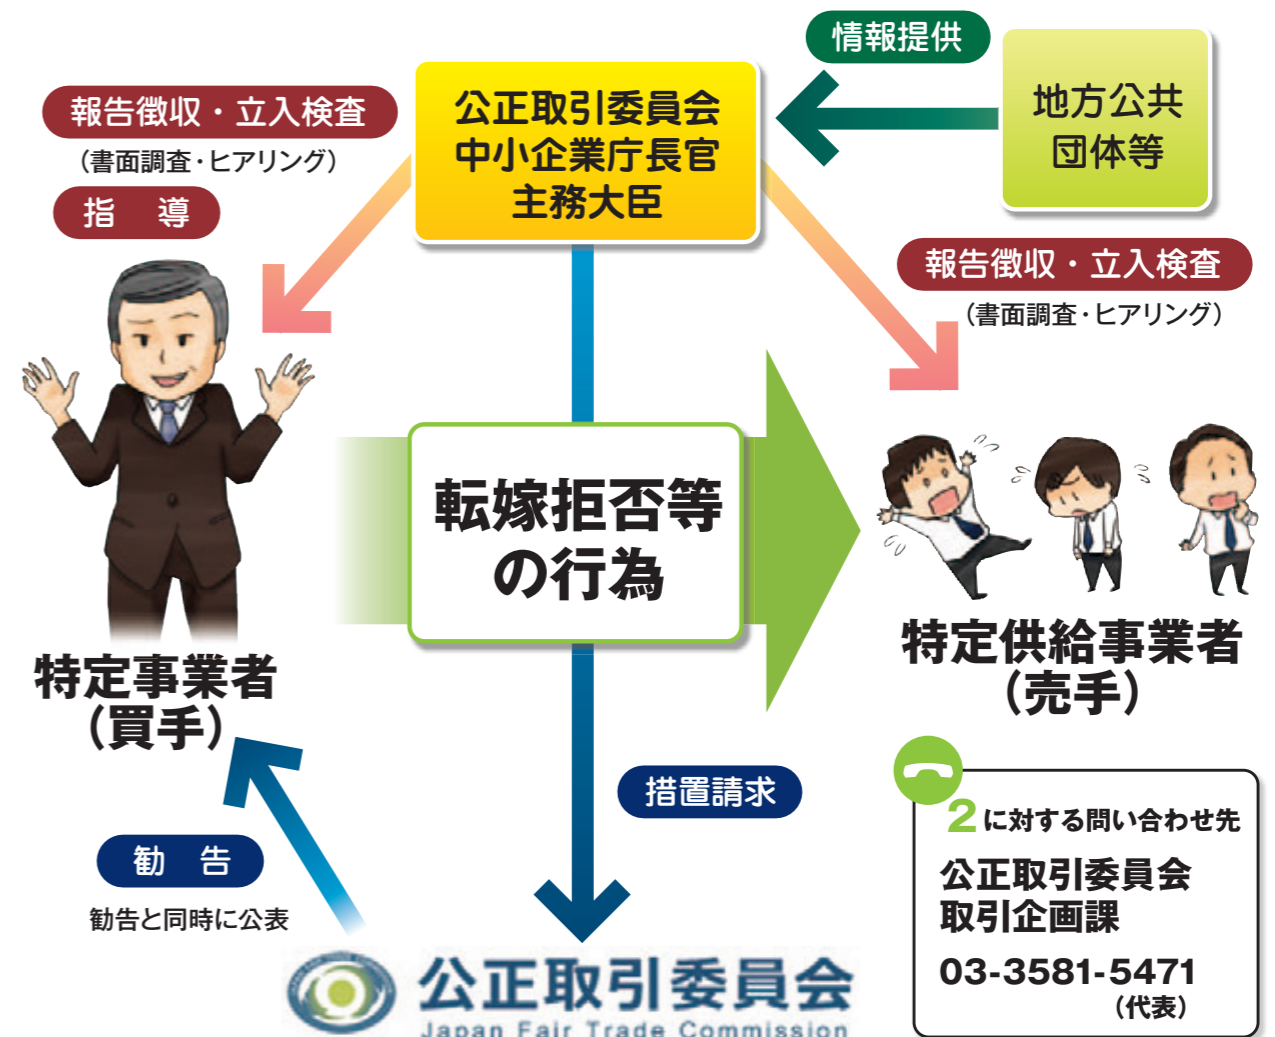 情報提供
地方公共
団体等
公正取引委員会
中小企業庁長官
主務大臣
報告徴収・立入検査
（書面調査・ヒアリング）
指　導
報告徴収・立入検査
（書面調査・ヒアリング）
転嫁拒否等
の行為
特定事業者
（買手）
特定供給事業者
（売手）
措置請求
勧　告
勧告と同時に公表
2に対する問い合わせ先
公正取引委員会
取引企画課
03-3581-5471
（代表）
公正取引委員会
Japan Fair Trade Commission